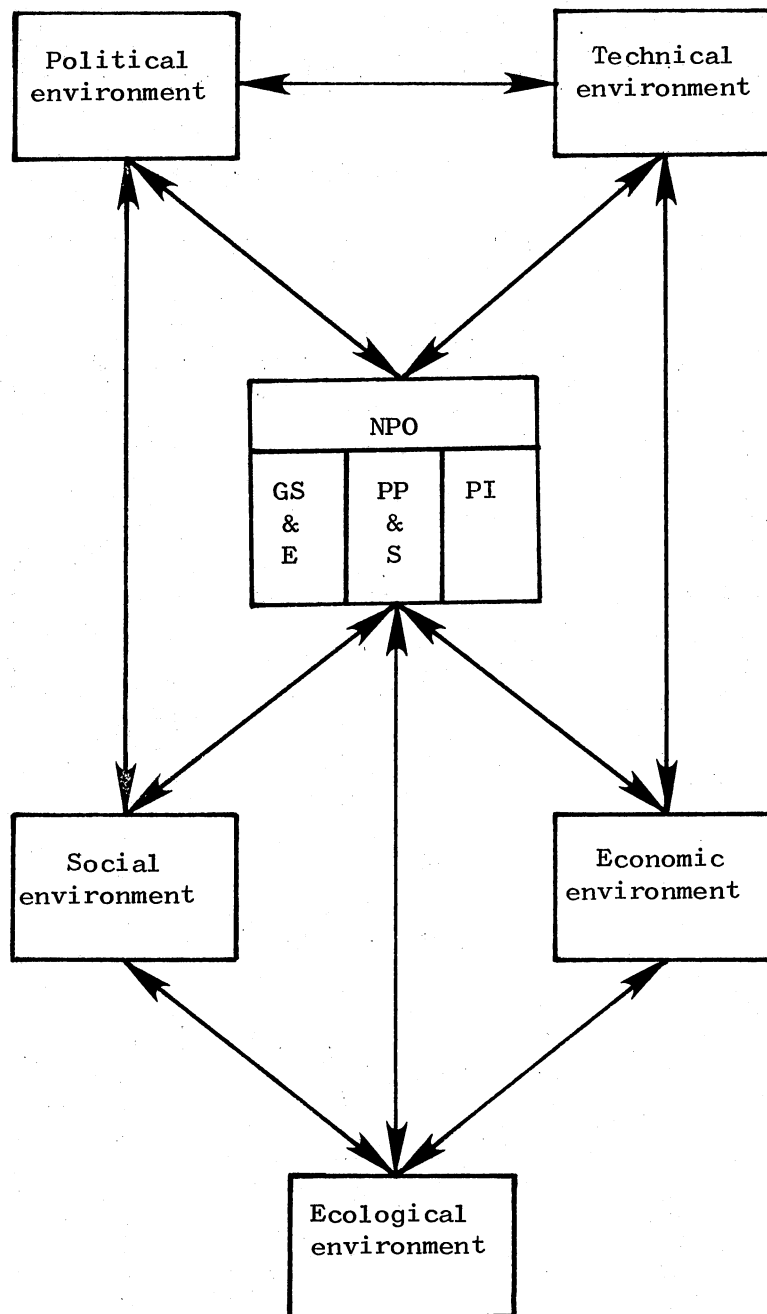 Political
environment
Technical
environment
NPO
GS
&
E
PP
&
S
PI
Social
environment
Economic
environment
Ecological
environment